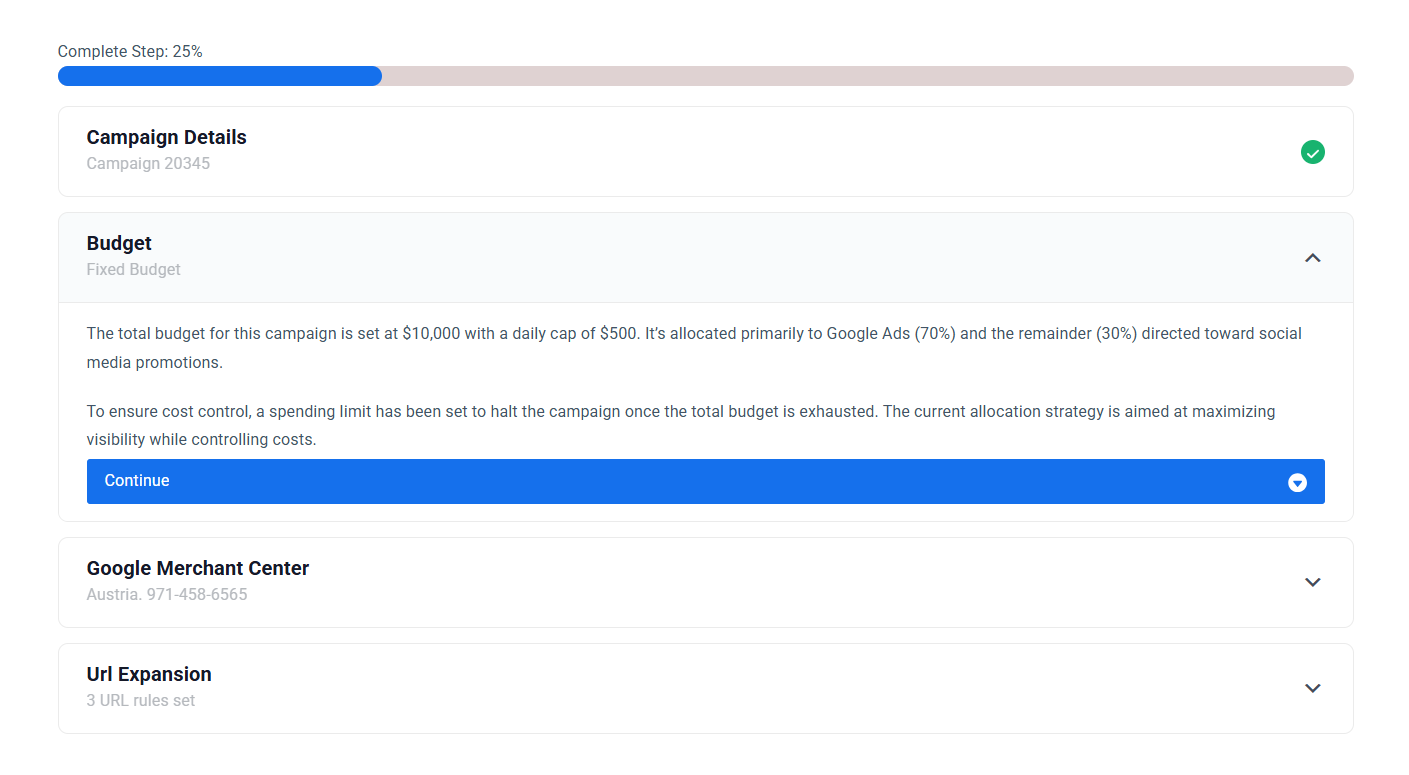 Complete Step: 25%
Campaign Details
Campaign 20345
Budget
Fixed Budget
The total budget for this campaign is set at $10,000 with a daily cap of $500. It’s allocated primarily to Google Ads (70%) and the remainder (30%) directed toward social
media promotions.
To ensure cost control, a spending limit has been set to halt the campaign once the total budget is exhausted. The current allocation strategy is aimed at maximizing
visibility while controlling costs.
Continue
Google Merchant Center
Austria. 971-458-6565
Url Expansion
3 URL rules set